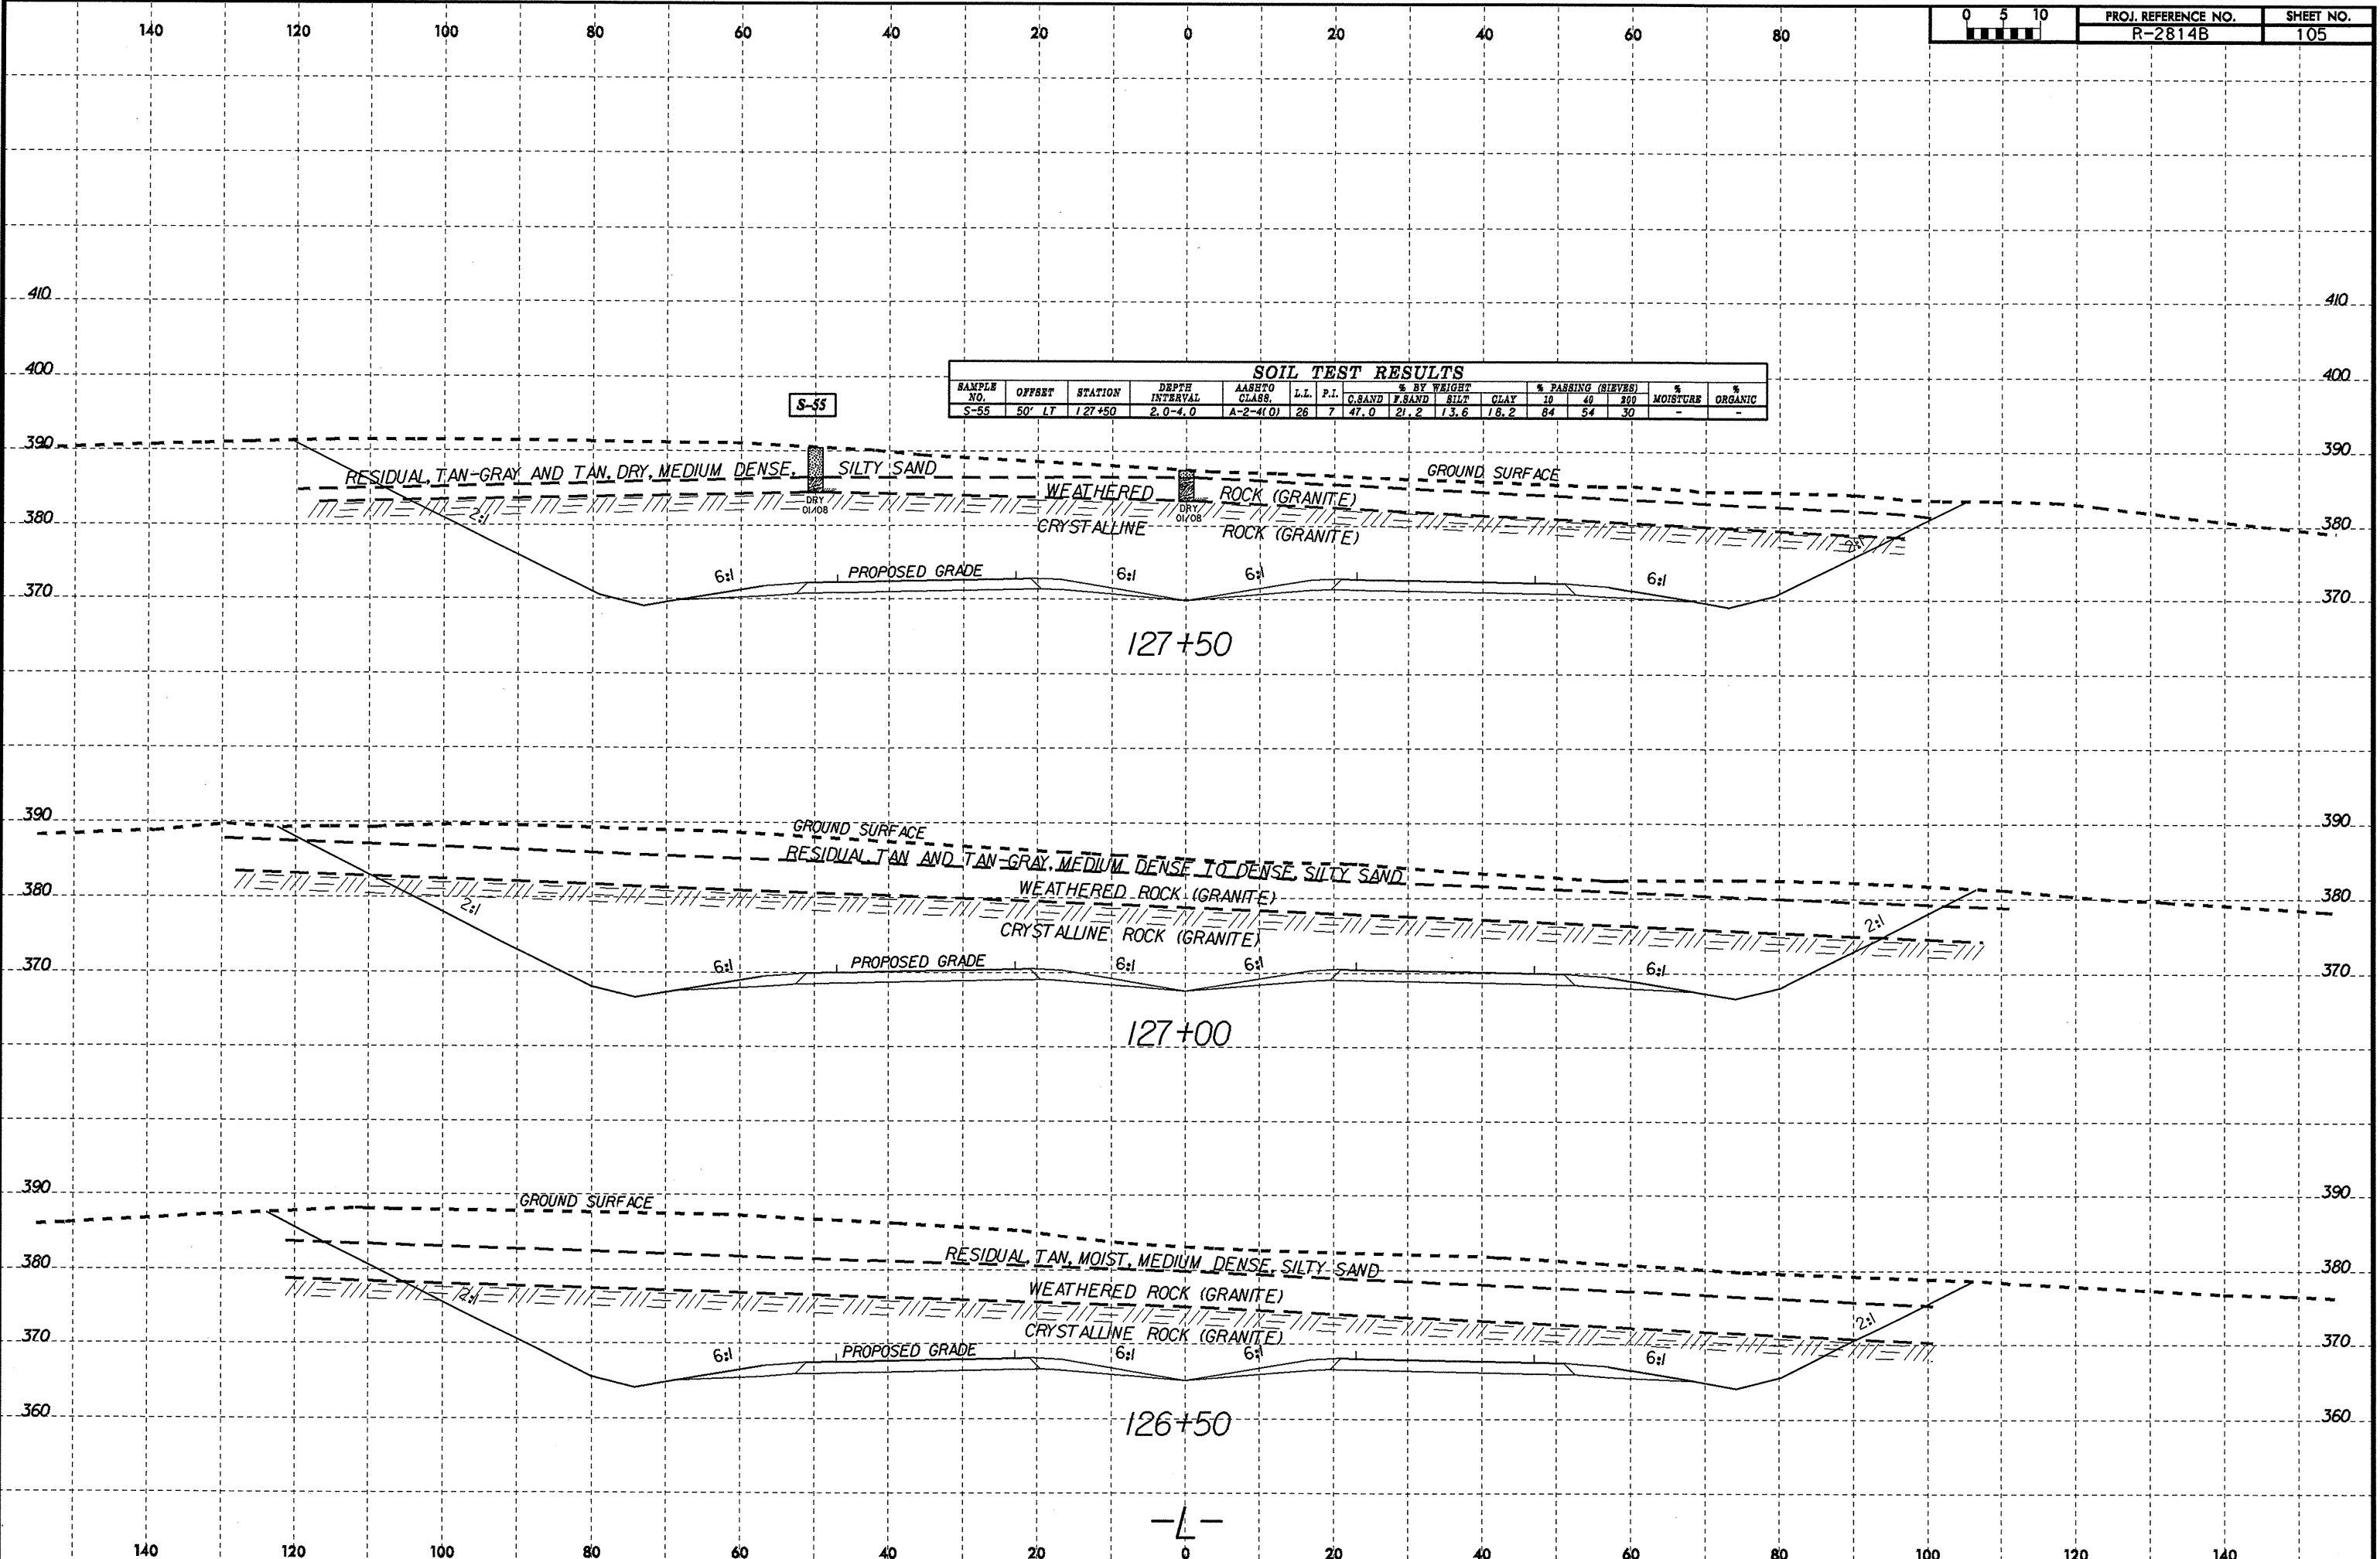 140 120 100 80 60 40 20 0 20 40 60 80
0 5 10
PROJ. REFERENCE NO. SHEET NO.
R-2814B 105
410 410
400 400
SOIL TEST RESULTS
SAMPLE NO. OFFSET STATION DEPTH INTERVAL AASHTO CLASS. L.L. P.I. % BY WEIGHT C.SAND F.SAND SILT CLAY % PASSING (SIEVES) 10 40 200 % MOISTURE % ORGANIC
S-55 50' LT 127+50 2.0-4.0 A-2-4(0) 26 7 47.0 21.2 13.6 18.2 84 54 30 - -
S-55
390 390
RESIDUAL, TAN-GRAY AND TAN, DRY, MEDIUM DENSE, SILTY SAND
GROUND SURFACE
WEATHERED ROCK (GRANITE)
DRY
01/08
DRY
01/08
380 380
2:1 2:1
CRYSTALLINE ROCK (GRANITE)
6:1 PROPOSED GRADE 6:1 6:1 6:1
370 370
127+50
390 390
GROUND SURFACE
RESIDUAL, TAN AND TAN-GRAY, MEDIUM DENSE TO DENSE, SILTY SAND
380 380
WEATHERED ROCK (GRANITE)
2:1 2:1
CRYSTALLINE ROCK (GRANITE)
6:1 PROPOSED GRADE 6:1 6:1 6:1
370 370
127+00
390 390
GROUND SURFACE
RESIDUAL, TAN, MOIST, MEDIUM DENSE, SILTY SAND
380 380
WEATHERED ROCK (GRANITE)
2:1 2:1
CRYSTALLINE ROCK (GRANITE)
370 370
6:1 PROPOSED GRADE 6:1 6:1 6:1
360 360
126+50
-L-
140 120 100 80 60 40 20 0 20 40 60 80 100 120 140